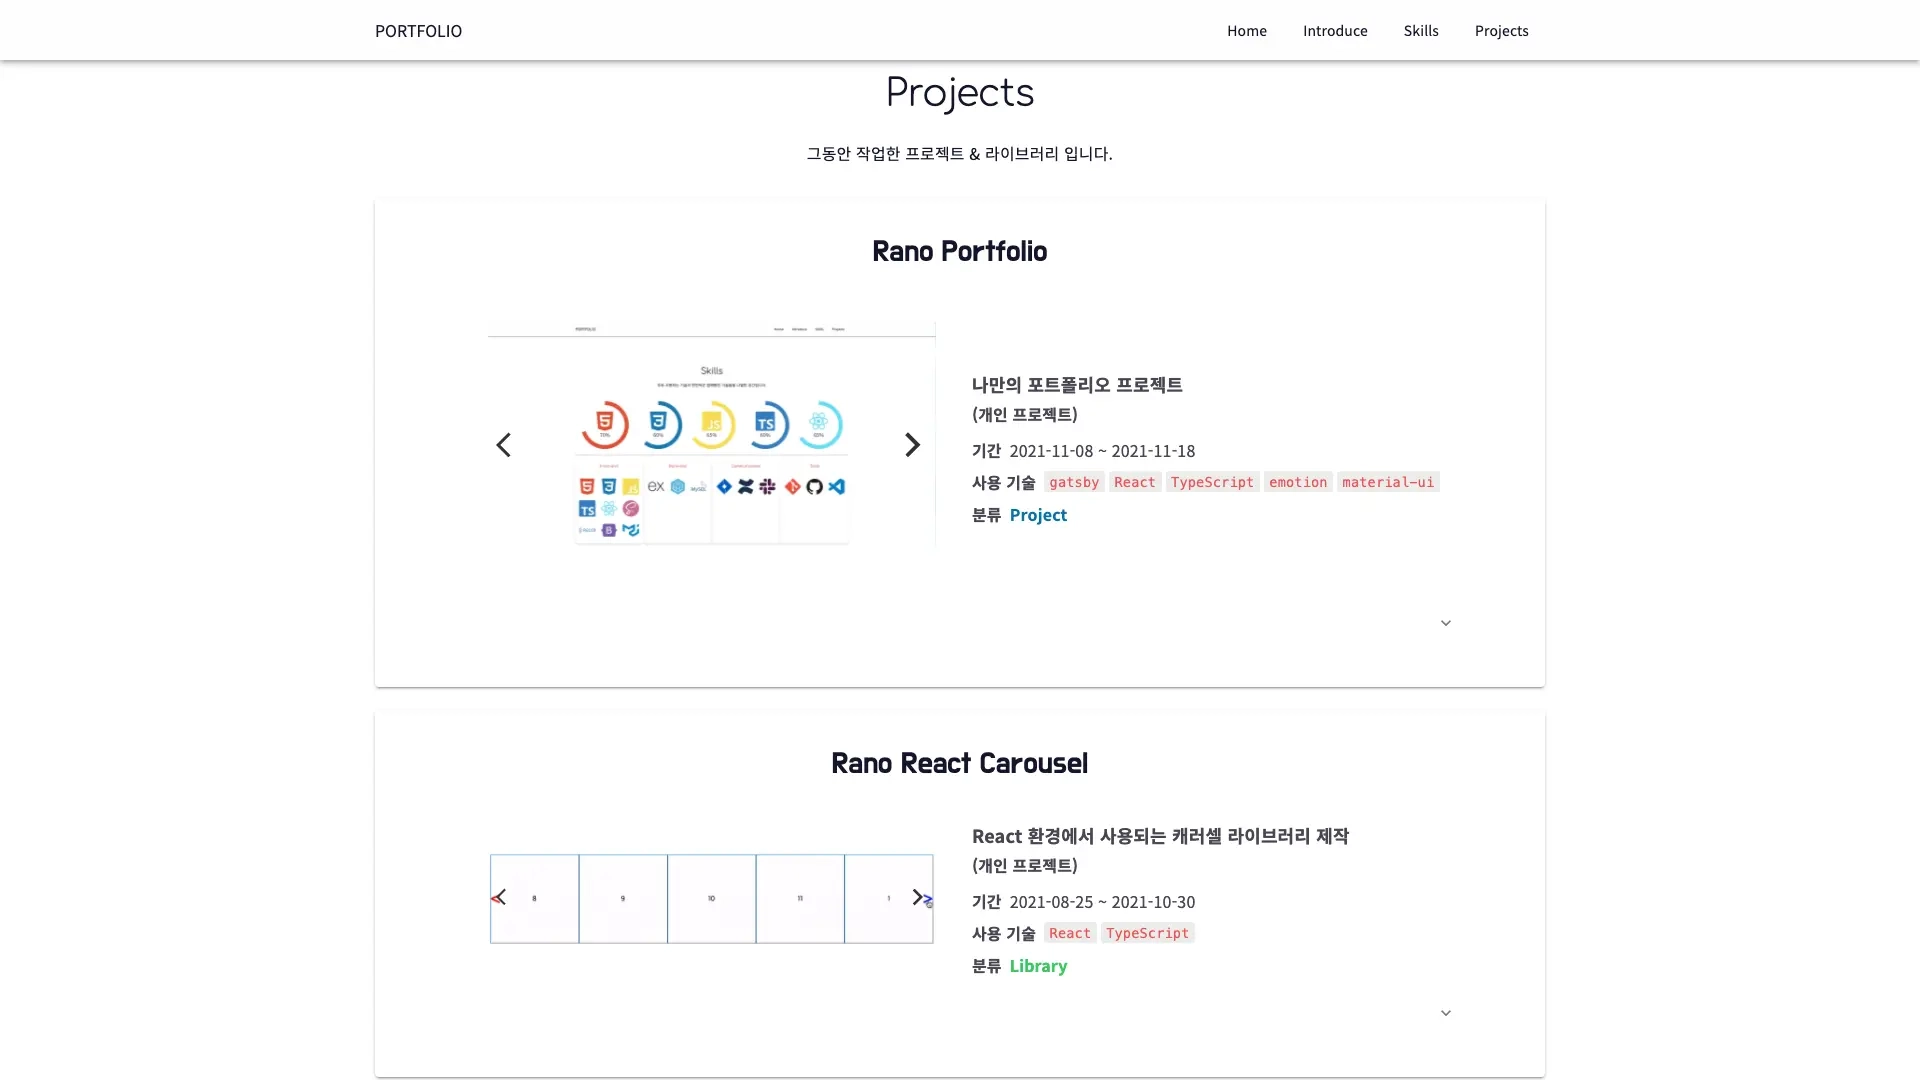 PORTFOLIO
Home Introduce Skills Projects
Projects
그동안 작업한 프로젝트 & 라이브러리 입니다.
Rano Portfolio
Skills
나만의 포트폴리오 프로젝트
(개인 프로젝트)
기간 2021-11-08 ~ 2021-11-18
사용 기술 gatsby React TypeScript emotion material-ui
분류 Project
Rano React Carousel
8 9 10 11 1
React 환경에서 사용되는 캐러셀 라이브러리 제작
(개인 프로젝트)
기간 2021-08-25 ~ 2021-10-30
사용 기술 React TypeScript
분류 Library